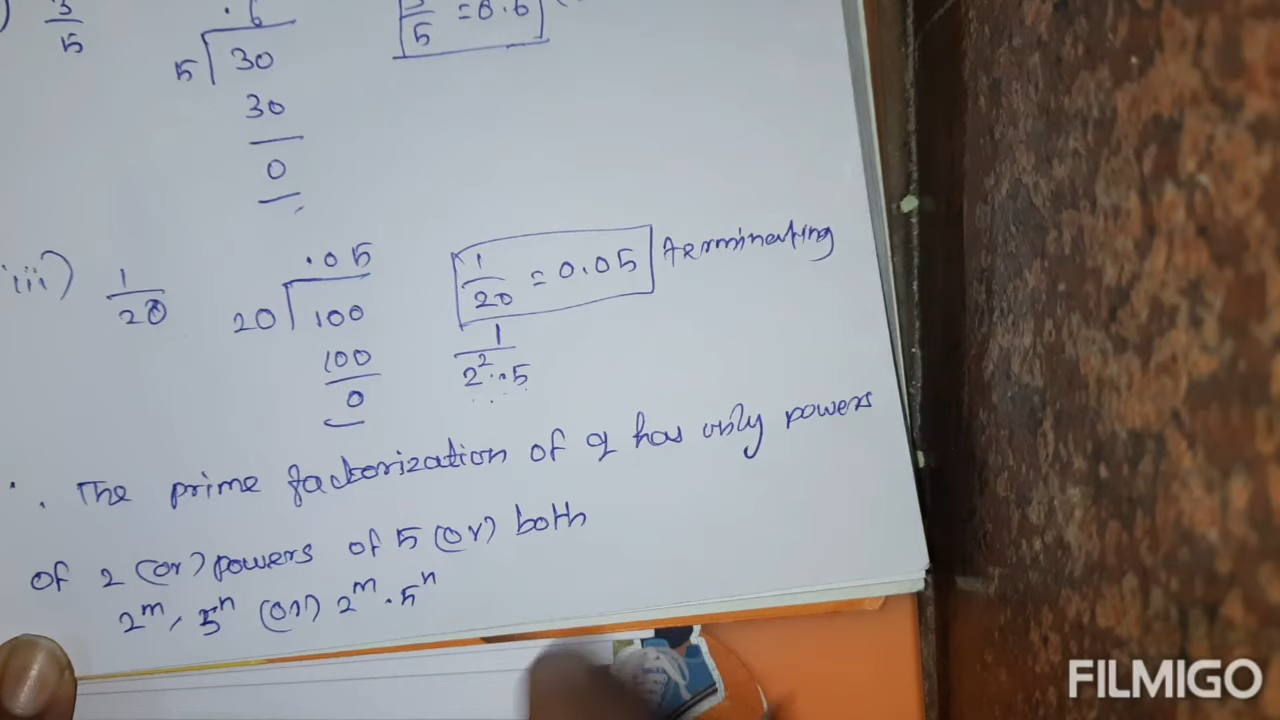 3/5
.6
5 | 30
3/5 = 0.6
30
0
iii) 1/20
.05
20 | 100
100
0
1/20 = 0.05 terminating
1/2².5
∴ The prime factorization of q has only powers
of 2 (or) powers of 5 (or) both
2^m, 5^n (or) 2^m . 5^n
FILMIGO